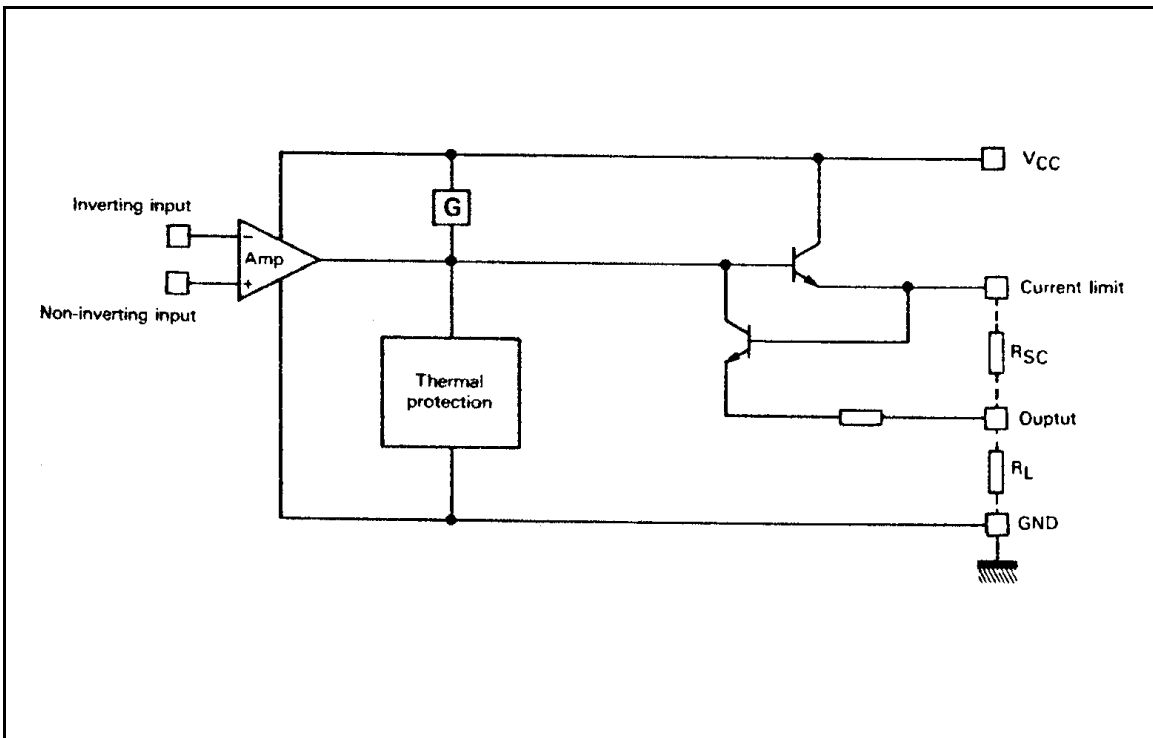 VCC
G
Inverting input
−
Amp
+
Non-inverting input
Current limit
RSC
Thermal
protection
Ouptut
RL
GND